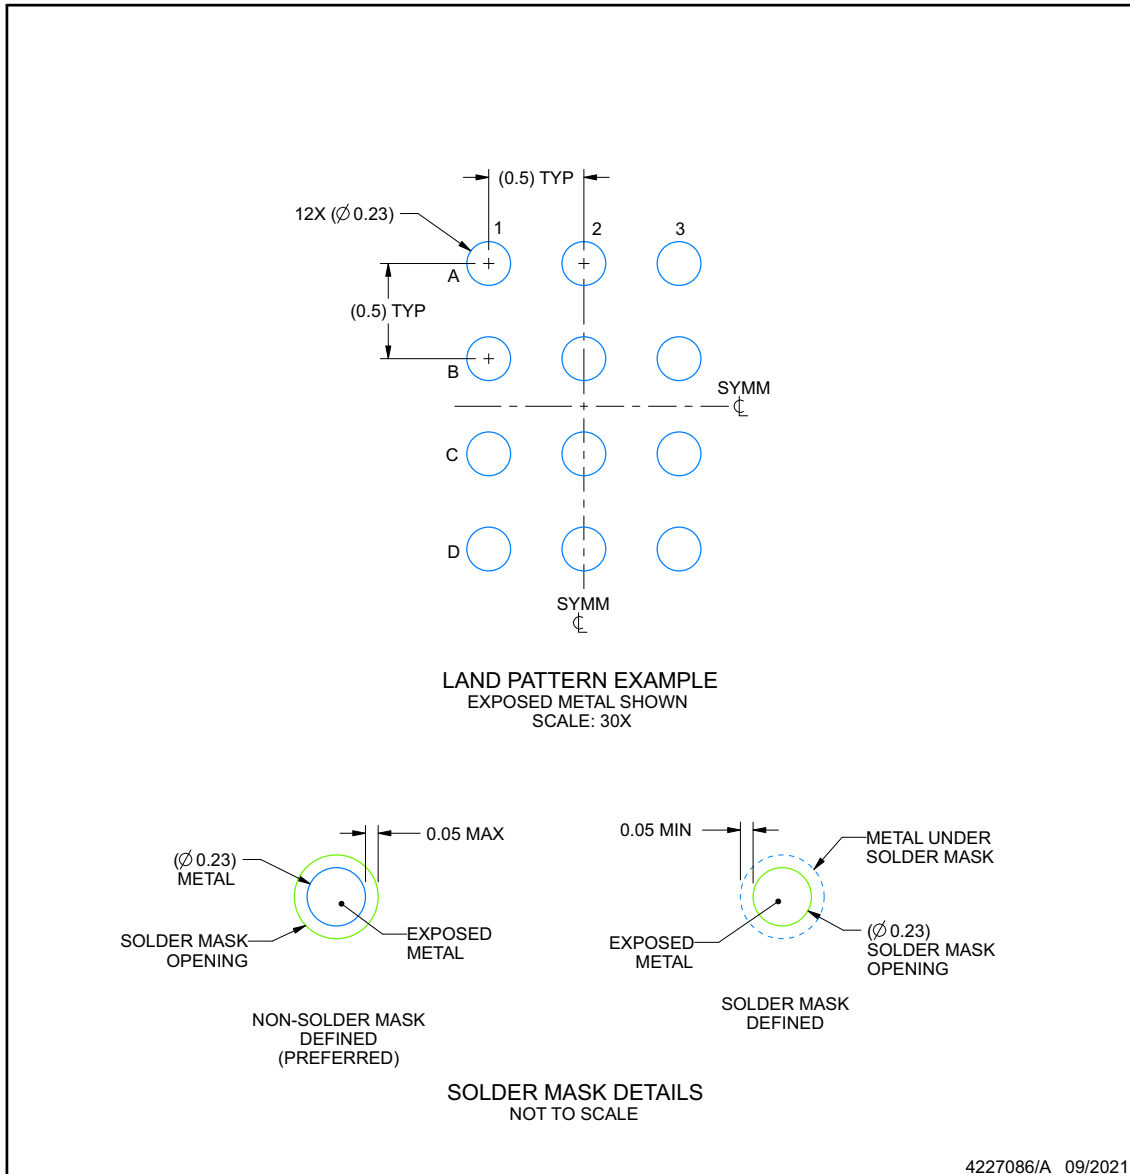 (0.5) TYP
12X (∅ 0.23)
1
2
3
A
(0.5) TYP
B
SYMM
℄
C
D
SYMM
℄
LAND PATTERN EXAMPLE
EXPOSED METAL SHOWN
SCALE: 30X
0.05 MAX
(∅ 0.23)
METAL
SOLDER MASK
OPENING
EXPOSED
METAL
NON-SOLDER MASK
DEFINED
(PREFERRED)
0.05 MIN
METAL UNDER
SOLDER MASK
EXPOSED
METAL
(∅ 0.23)
SOLDER MASK
OPENING
SOLDER MASK
DEFINED
SOLDER MASK DETAILS
NOT TO SCALE
4227086/A 09/2021